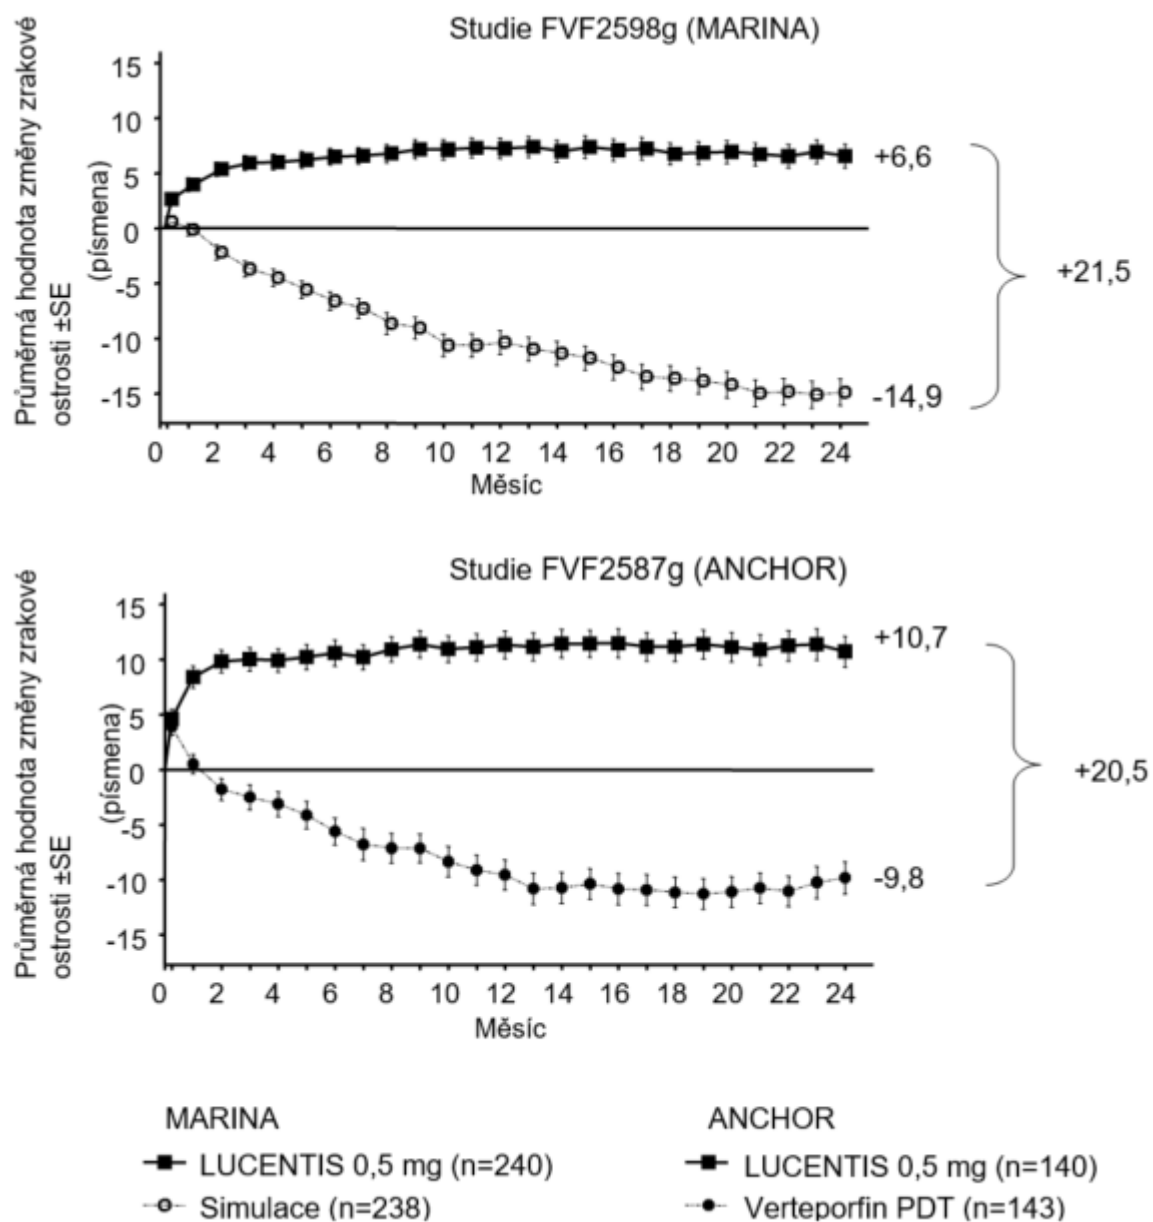 Studie FVF2598g (MARINA)
Průměrná hodnota změny zrakové
ostrosti ±SE
(písmena)
15
10
5
0
-5
-10
-15
+6,6
-14,9
+21,5
0 2 4 6 8 10 12 14 16 18 20 22 24
Měsíc
Studie FVF2587g (ANCHOR)
Průměrná hodnota změny zrakové
ostrosti ±SE
(písmena)
15
10
5
0
-5
-10
-15
+10,7
-9,8
+20,5
0 2 4 6 8 10 12 14 16 18 20 22 24
Měsíc
MARINA
LUCENTIS 0,5 mg (n=240)
Simulace (n=238)
ANCHOR
LUCENTIS 0,5 mg (n=140)
Verteporfin PDT (n=143)